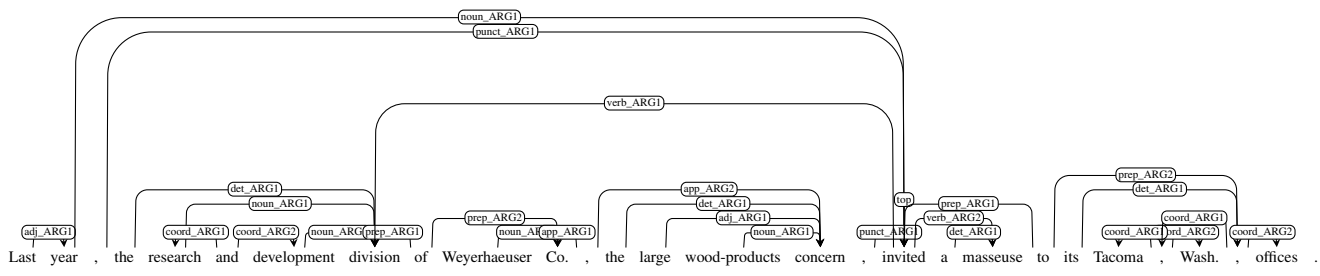 noun_ARG1
punct_ARG1
verb_ARG1
prep_ARG2
det_ARG1 app_ARG2 det_ARG1
noun_ARG1 det_ARG1 top prep_ARG1
prep_ARG2 adj_ARG1 verb_ARG2 coord_ARG1
adj_ARG1 coord_ARG1 coord_ARG2 prep_ARG1 app_ARG1 noun_ARG1 punct_ARG1 det_ARG1 coord_ARG1 coord_ARG2
Last year , the research and development division of Weyerhaeuser Co. , the large wood-products concern , invited a masseuse to its Tacoma , Wash. , offices .